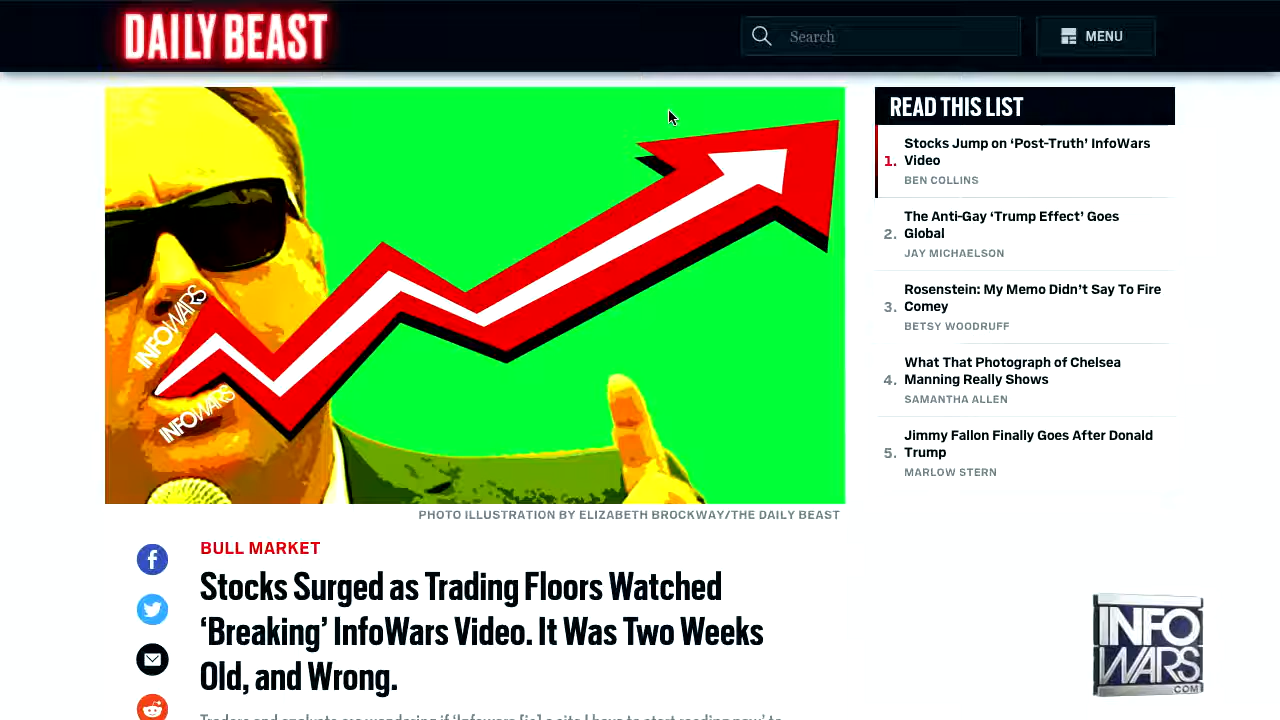 DAILY BEAST
Search
MENU
INFOWARS
INFOWARS
PHOTO ILLUSTRATION BY ELIZABETH BROCKWAY/THE DAILY BEAST
BULL MARKET
Stocks Surged as Trading Floors Watched
‘Breaking’ InfoWars Video. It Was Two Weeks
Old, and Wrong.
READ THIS LIST
1.
Stocks Jump on ‘Post-Truth’ InfoWars
Video
BEN COLLINS
2.
The Anti-Gay ‘Trump Effect’ Goes
Global
JAY MICHAELSON
3.
Rosenstein: My Memo Didn’t Say To Fire
Comey
BETSY WOODRUFF
4.
What That Photograph of Chelsea
Manning Really Shows
SAMANTHA ALLEN
5.
Jimmy Fallon Finally Goes After Donald
Trump
MARLOW STERN
INFO
WARS
.COM